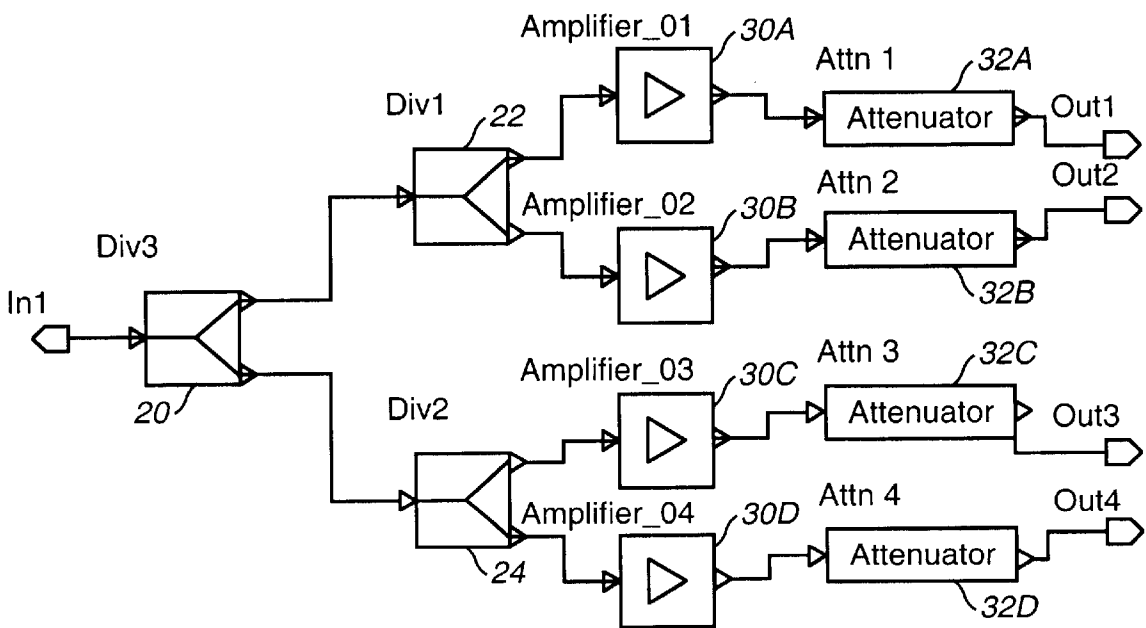 Amplifier_01
30A
Attn 1
32A
Attenuator
Out1
Div1
22
Amplifier_02
30B
Attn 2
Attenuator
32B
Out2
Div3
In1
20
Amplifier_03
30C
Attn 3
32C
Attenuator
Out3
Div2
24
Amplifier_04
30D
Attn 4
Attenuator
32D
Out4